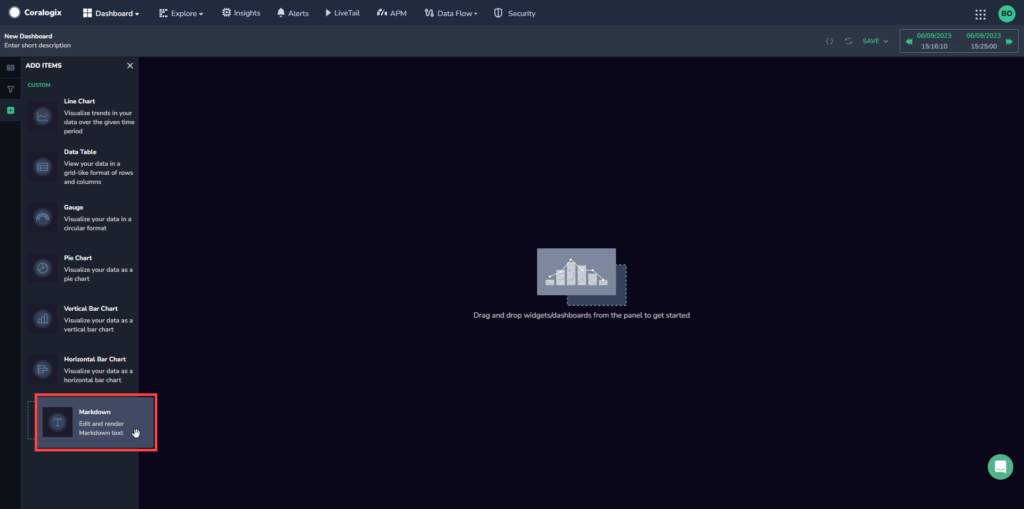 Coralogix Dashboard Explore Insights Alerts LiveTail APM Data Flow Security BO
New Dashboard
Enter short description
SAVE
06/09/2023 06/09/2023
15:16:10 15:25:00
ADD ITEMS
CUSTOM
Line Chart
Visualize trends in your
data over the given time
period
Data Table
View your data in a
grid-like format of rows
and columns
Gauge
Visualize your data in a
circular format
Pie Chart
Visualize your data as a
pie chart
Vertical Bar Chart
Visualize your data as a
vertical bar chart
Horizontal Bar Chart
Visualize your data as a
horizontal bar chart
Markdown
Edit and render
Markdown text
Drag and drop widgets/dashboards from the panel to get started